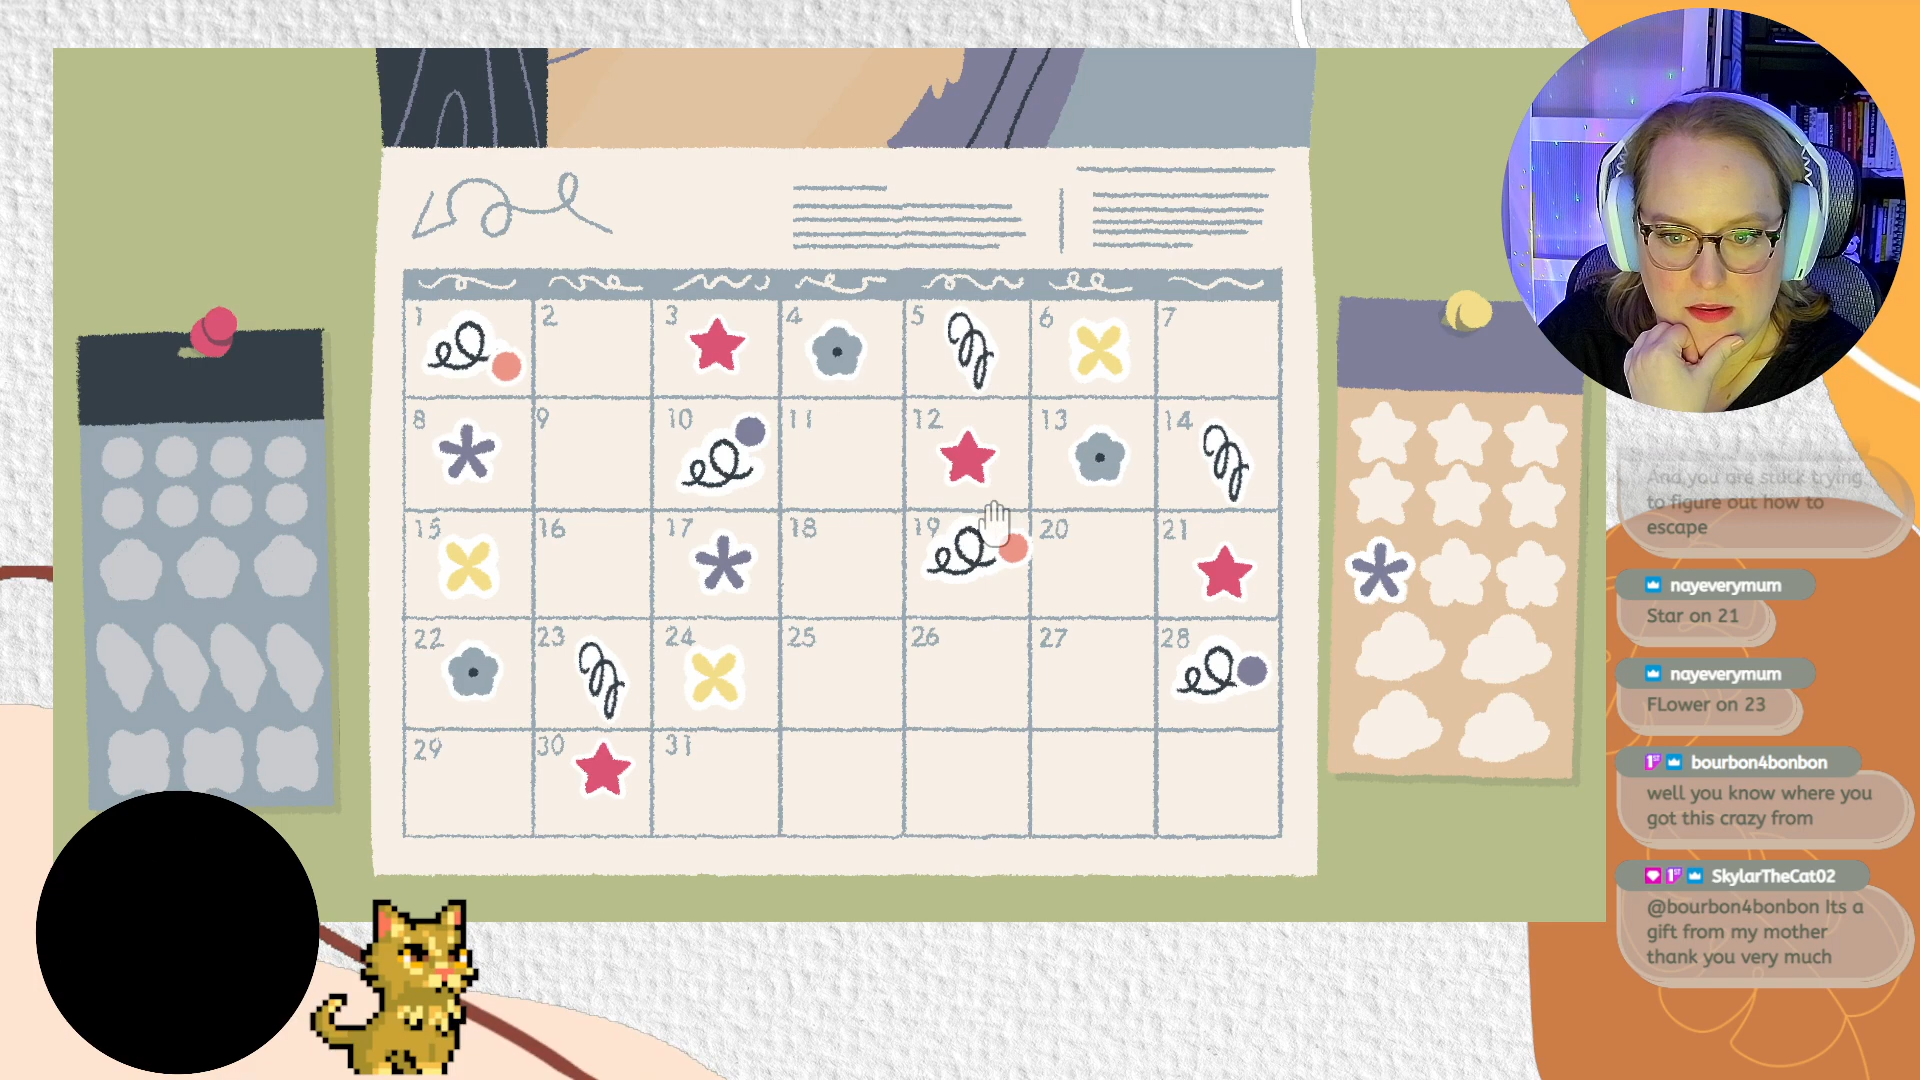 1 2 3 4 5 6 7
8 9 10 11 12 13 14
15 16 17 18 19 20 21
22 23 24 25 26 27 28
29 30 31
And you are stuck trying
to figure out how to
escape
nayeverymum
Star on 21
nayeverymum
FLower on 23
bourbon4bonbon
well you know where you
got this crazy from
SkylarTheCat02
@bourbon4bonbon Its a
gift from my mother
thank you very much